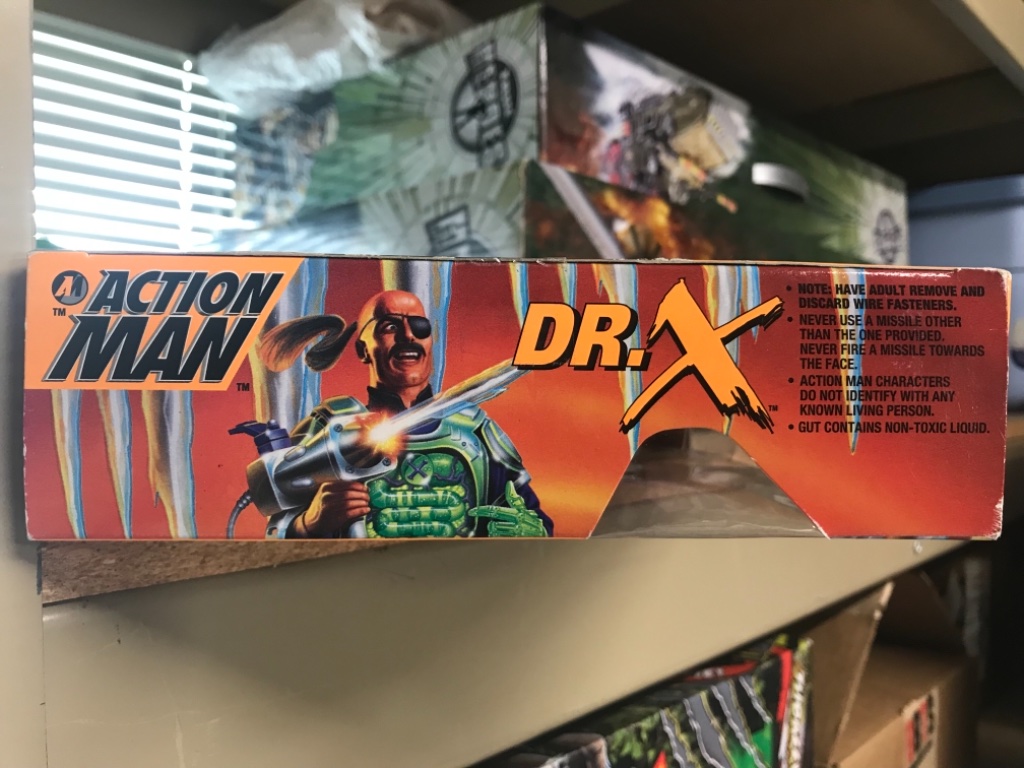 ACTION
MAN
TM
TM
DR. X
TM
• NOTE: HAVE ADULT REMOVE AND
DISCARD WIRE FASTENERS.
• NEVER USE A MISSILE OTHER
THAN THE ONE PROVIDED.
NEVER FIRE A MISSILE TOWARDS
THE FACE.
• ACTION MAN CHARACTERS
DO NOT IDENTIFY WITH ANY
KNOWN LIVING PERSON.
• GUT CONTAINS NON-TOXIC LIQUID.